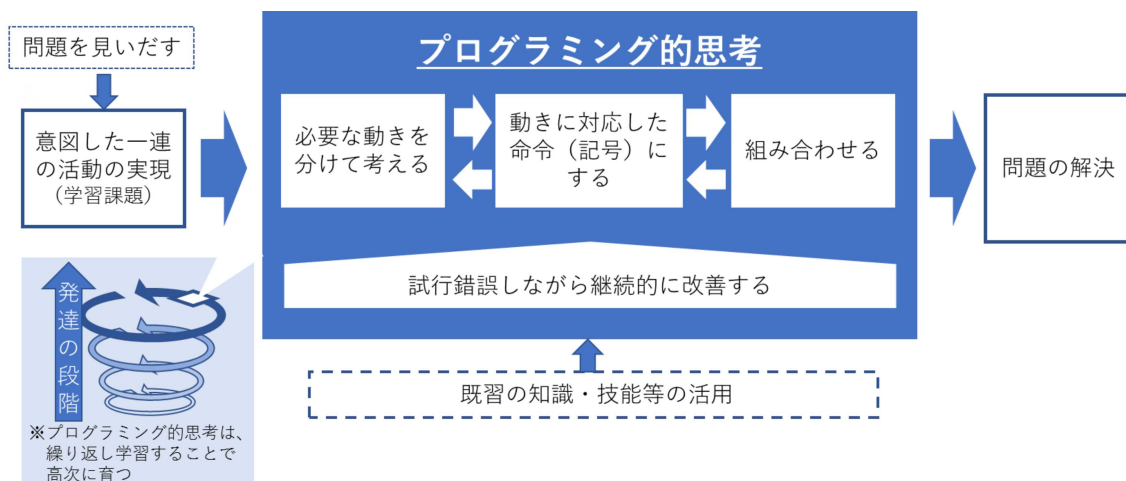 問題を見いだす
意図した一連
の活動の実現
(学習課題)
プログラミング的思考
必要な動きを
分けて考える
動きに対応した
命令（記号）に
する
組み合わせる
試行錯誤しながら継続的に改善する
問題の解決
既習の知識・技能等の活用
発達の段階
※プログラミング的思考は、
繰り返し学習することで
高次に育つ